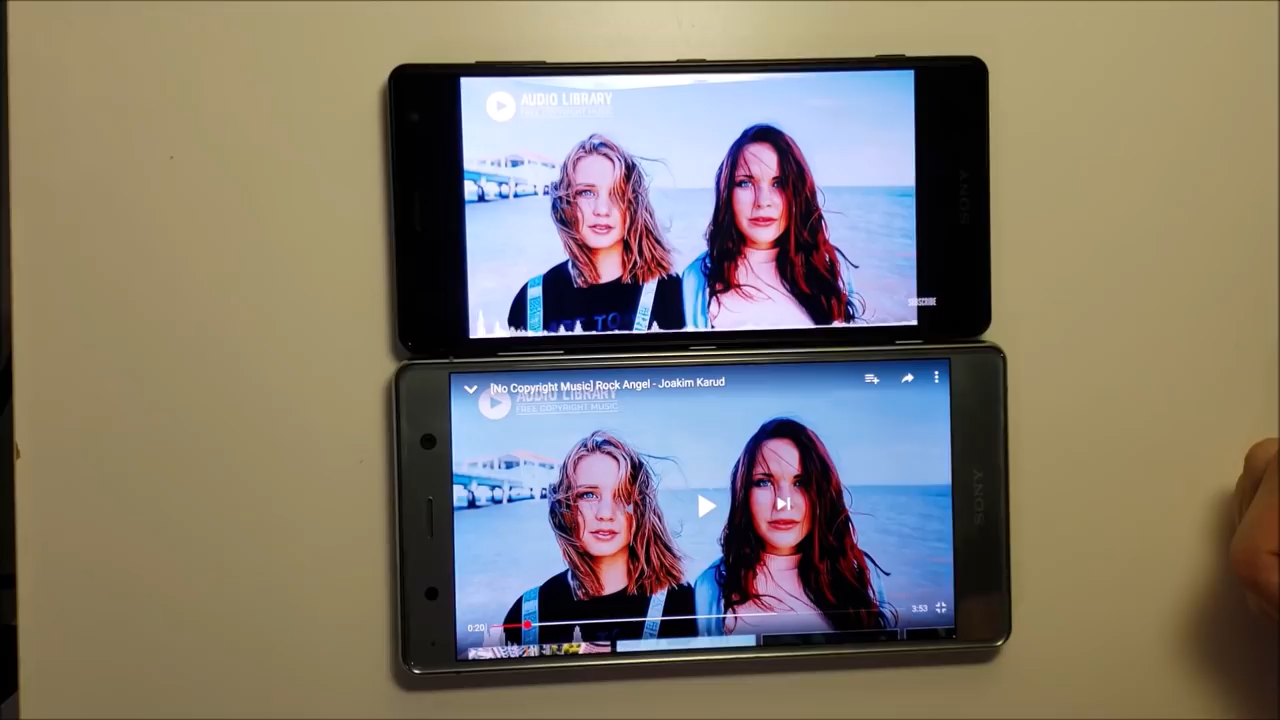 AUDIO LIBRARY
FREE COPYRIGHT MUSIC
SONY
SUBSCRIBE
[No Copyright Music] Rock Angel - Joakim Karud
AUDIO LIBRARY
FREE COPYRIGHT MUSIC
SONY
0:20
3:53